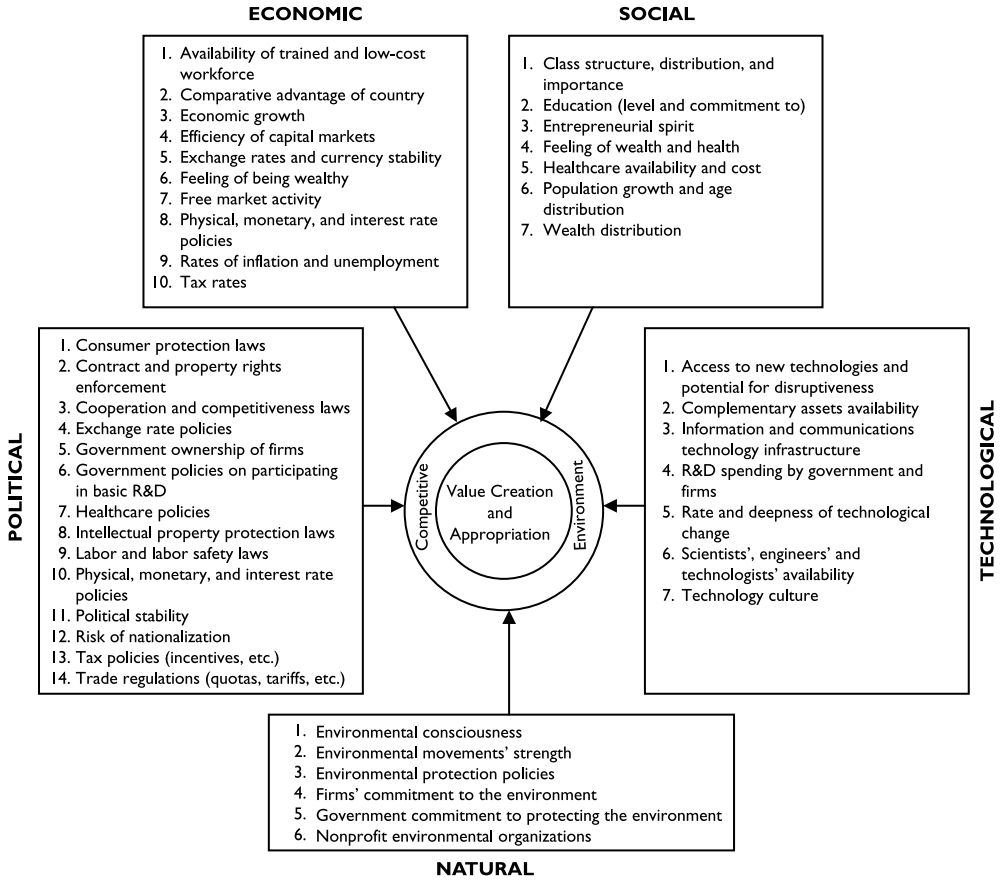 ECONOMIC
1. Availability of trained and low-cost
workforce
2. Comparative advantage of country
3. Economic growth
4. Efficiency of capital markets
5. Exchange rates and currency stability
6. Feeling of being wealthy
7. Free market activity
8. Physical, monetary, and interest rate
policies
9. Rates of inflation and unemployment
10. Tax rates
SOCIAL
1. Class structure, distribution, and
importance
2. Education (level and commitment to)
3. Entrepreneurial spirit
4. Feeling of wealth and health
5. Healthcare availability and cost
6. Population growth and age
distribution
7. Wealth distribution
POLITICAL
1. Consumer protection laws
2. Contract and property rights
enforcement
3. Cooperation and competitiveness laws
4. Exchange rate policies
5. Government ownership of firms
6. Government policies on participating
in basic R&D
7. Healthcare policies
8. Intellectual property protection laws
9. Labor and labor safety laws
10. Physical, monetary, and interest rate
policies
11. Political stability
12. Risk of nationalization
13. Tax policies (incentives, etc.)
14. Trade regulations (quotas, tariffs, etc.)
Competitive
Value Creation
and
Appropriation
Environment
1. Access to new technologies and
potential for disruptiveness
2. Complementary assets availability
3. Information and communications
technology infrastructure
4. R&D spending by government and
firms
5. Rate and deepness of technological
change
6. Scientists’, engineers’ and
technologists’ availability
7. Technology culture
TECHNOLOGICAL
1. Environmental consciousness
2. Environmental movements’ strength
3. Environmental protection policies
4. Firms’ commitment to the environment
5. Government commitment to protecting the environment
6. Nonprofit environmental organizations
NATURAL